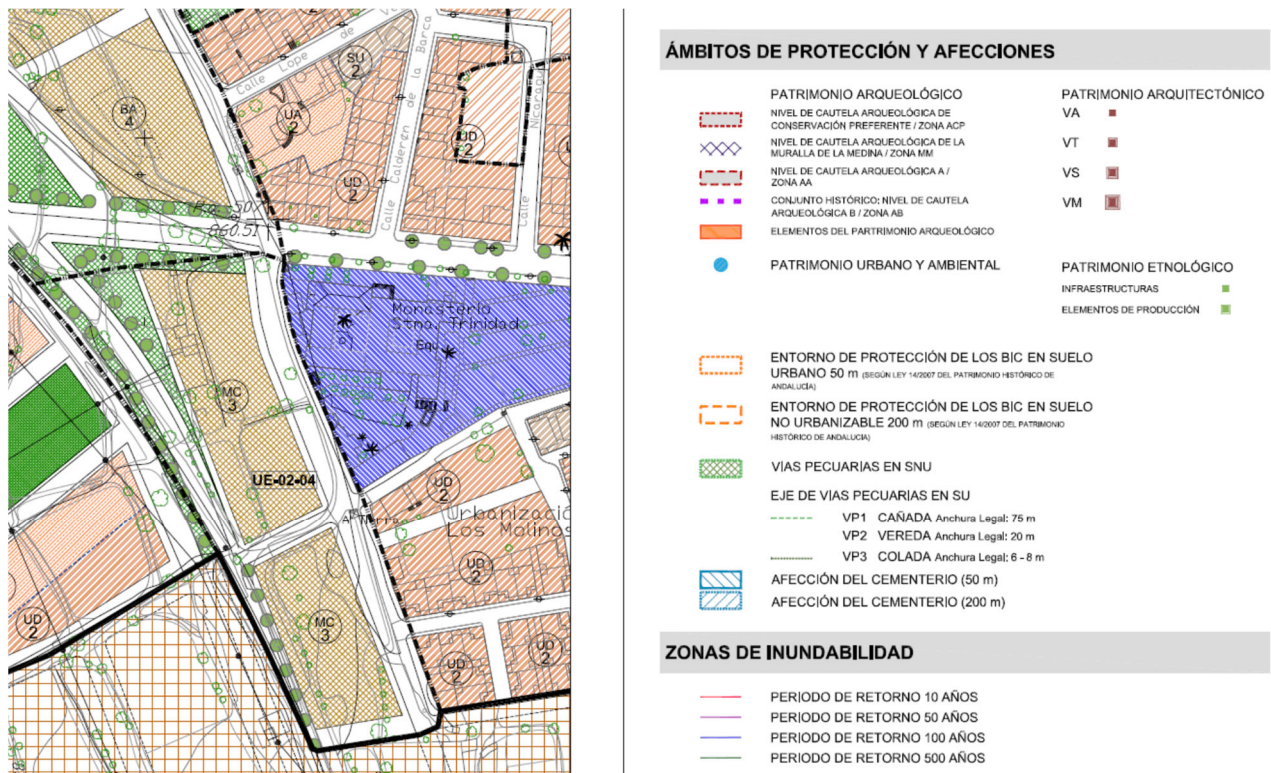 Calle Lope de
SU
2
Calle Calderon de la Barca
Nicaragu
Calle
BA
4
UA
2
UD
2
UD
2
860.51
Monasterio
Stma. Trinidad
Equ
MC
3
UE-02-04
UD
2
Urbanizació
Los Molinos
UD
2
MC
3
UD
2
UD
2
UD
2
ÁMBITOS DE PROTECCIÓN Y AFECCIONES
PATRIMONIO ARQUEOLÓGICO
NIVEL DE CAUTELA ARQUEOLÓGICA DE
CONSERVACIÓN PREFERENTE / ZONA ACP
NIVEL DE CAUTELA ARQUEOLÓGICA DE LA
MURALLA DE LA MEDINA / ZONA MM
NIVEL DE CAUTELA ARQUEOLÓGICA A /
ZONA AA
CONJUNTO HISTÓRICO: NIVEL DE CAUTELA
ARQUEOLÓGICA B / ZONA AB
ELEMENTOS DEL PARTRIMONIO ARQUEOLÓGICO
PATRIMONIO URBANO Y AMBIENTAL
PATRIMONIO ARQUITECTÓNICO
VA
VT
VS
VM
PATRIMONIO ETNOLÓGICO
INFRAESTRUCTURAS
ELEMENTOS DE PRODUCCIÓN
ENTORNO DE PROTECCIÓN DE LOS BIC EN SUELO
URBANO 50 m (SEGÚN LEY 14/2007 DEL PATRIMONIO HISTÓRICO DE
ANDALUCÍA)
ENTORNO DE PROTECCIÓN DE LOS BIC EN SUELO
NO URBANIZABLE 200 m (SEGÚN LEY 14/2007 DEL PATRIMONIO
HISTÓRICO DE ANDALUCÍA)
VÍAS PECUARIAS EN SNU
EJE DE VÍAS PECUARIAS EN SU
VP1 CAÑADA Anchura Legal: 75 m
VP2 VEREDA Anchura Legal: 20 m
VP3 COLADA Anchura Legal: 6 - 8 m
AFECCIÓN DEL CEMENTERIO (50 m)
AFECCIÓN DEL CEMENTERIO (200 m)
ZONAS DE INUNDABILIDAD
PERIODO DE RETORNO 10 AÑOS
PERIODO DE RETORNO 50 AÑOS
PERIODO DE RETORNO 100 AÑOS
PERIODO DE RETORNO 500 AÑOS